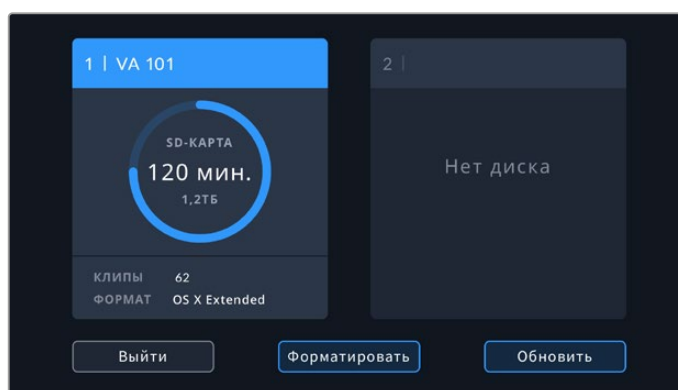 1 | VA 101
2 |
SD-КАРТА
120 мин.
1,2ТБ
Нет диска
КЛИПЫ 62
ФОРМАТ OS X Extended
Выйти
Форматировать
Обновить